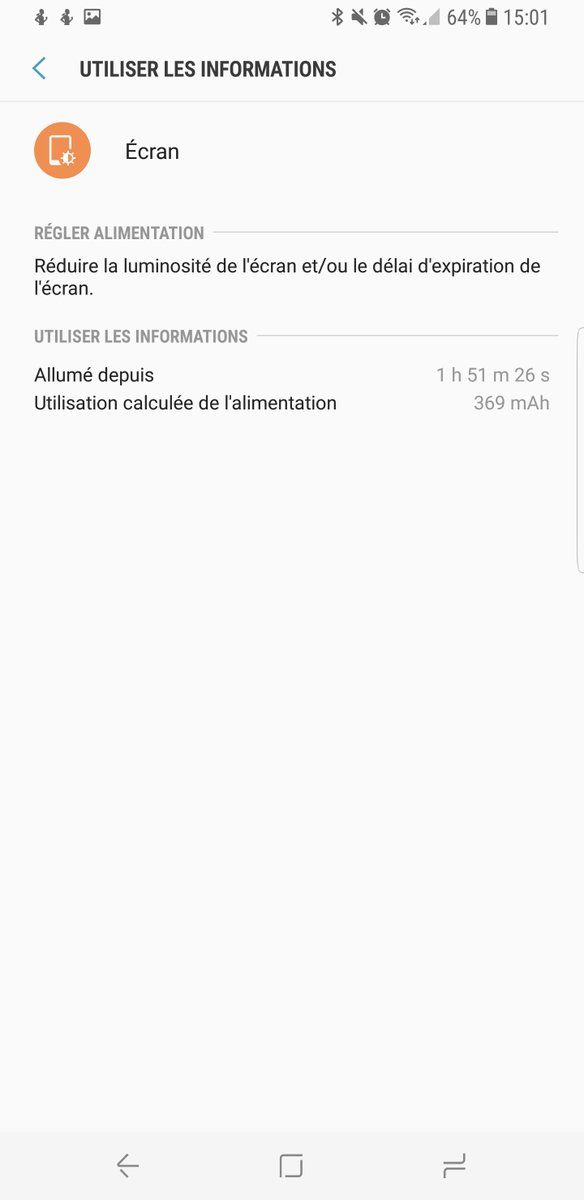 64% 15:01
UTILISER LES INFORMATIONS
Écran
RÉGLER ALIMENTATION
Réduire la luminosité de l'écran et/ou le délai d'expiration de
l'écran.
UTILISER LES INFORMATIONS
Allumé depuis 1 h 51 m 26 s
Utilisation calculée de l'alimentation 369 mAh